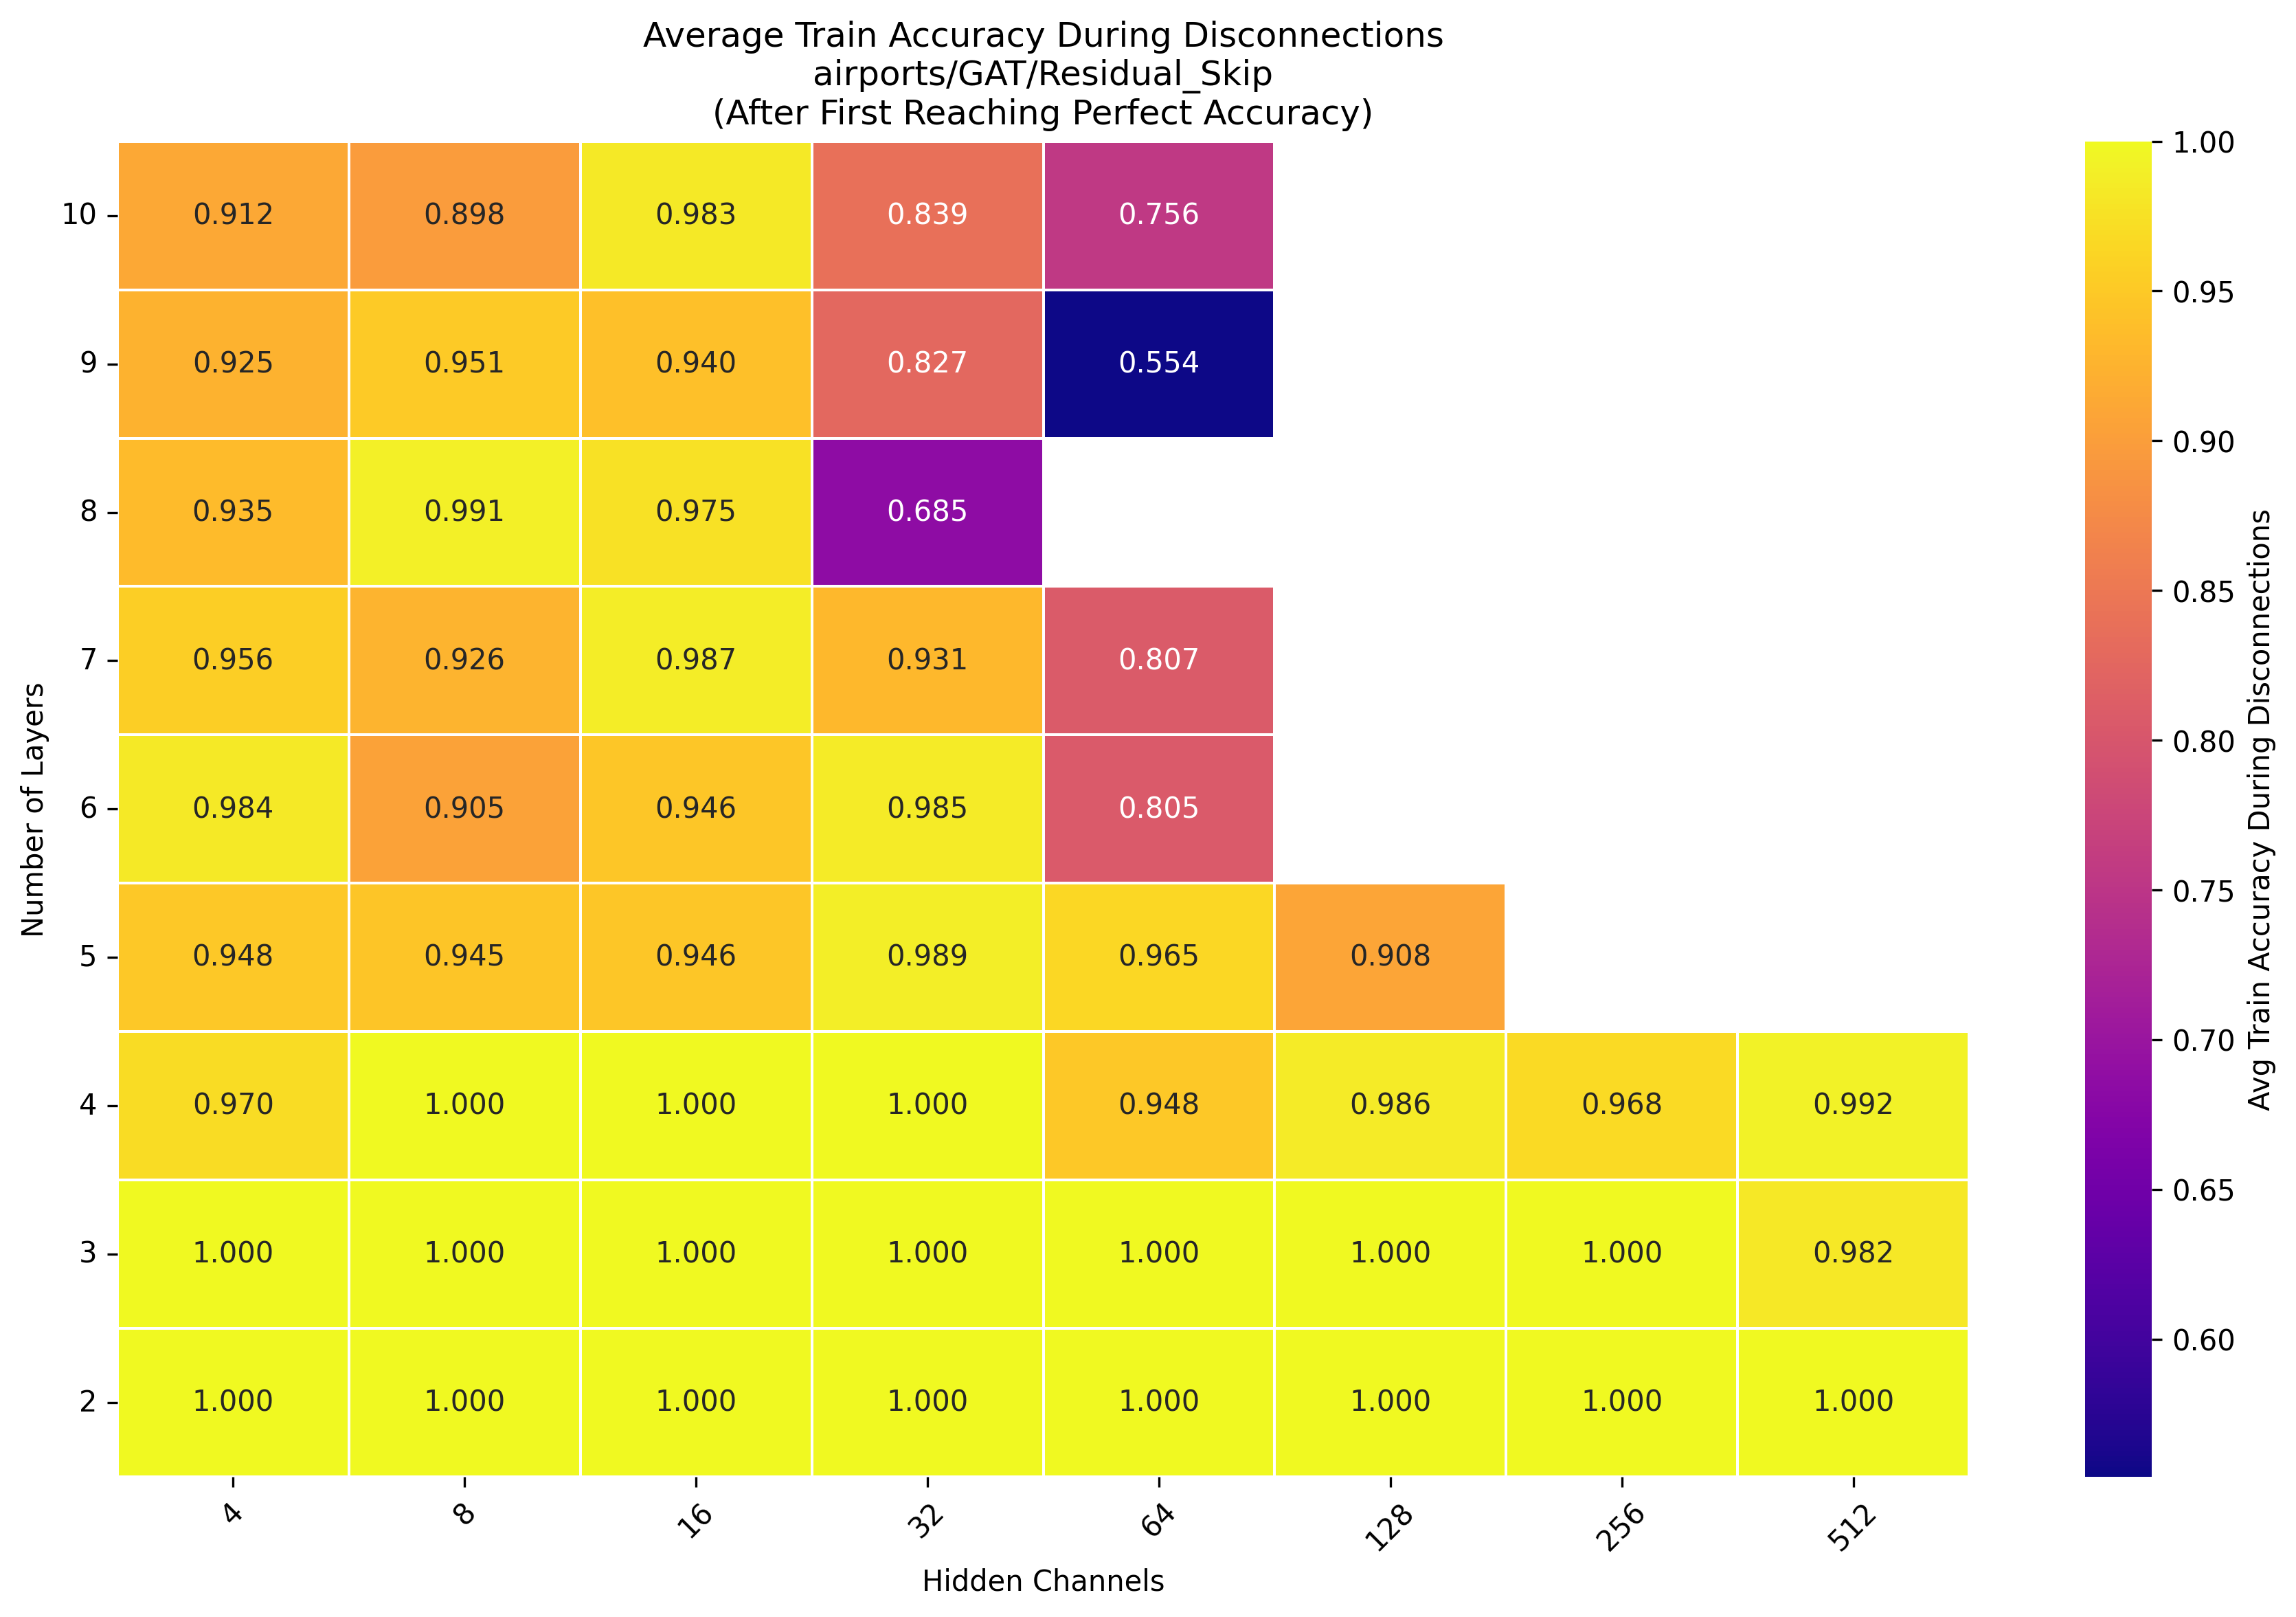 Average Train Accuracy During Disconnections
airports/GAT/Residual_Skip
(After First Reaching Perfect Accuracy)
Number of Layers
10 0.912 0.898 0.983 0.839 0.756
9 0.925 0.951 0.940 0.827 0.554
8 0.935 0.991 0.975 0.685
7 0.956 0.926 0.987 0.931 0.807
6 0.984 0.905 0.946 0.985 0.805
5 0.948 0.945 0.946 0.989 0.965 0.908
4 0.970 1.000 1.000 1.000 0.948 0.986 0.968 0.992
3 1.000 1.000 1.000 1.000 1.000 1.000 1.000 0.982
2 1.000 1.000 1.000 1.000 1.000 1.000 1.000 1.000
4 8 16 32 64 128 256 512
Hidden Channels
1.00
0.95
0.90
0.85
0.80
0.75
0.70
0.65
0.60
Avg Train Accuracy During Disconnections